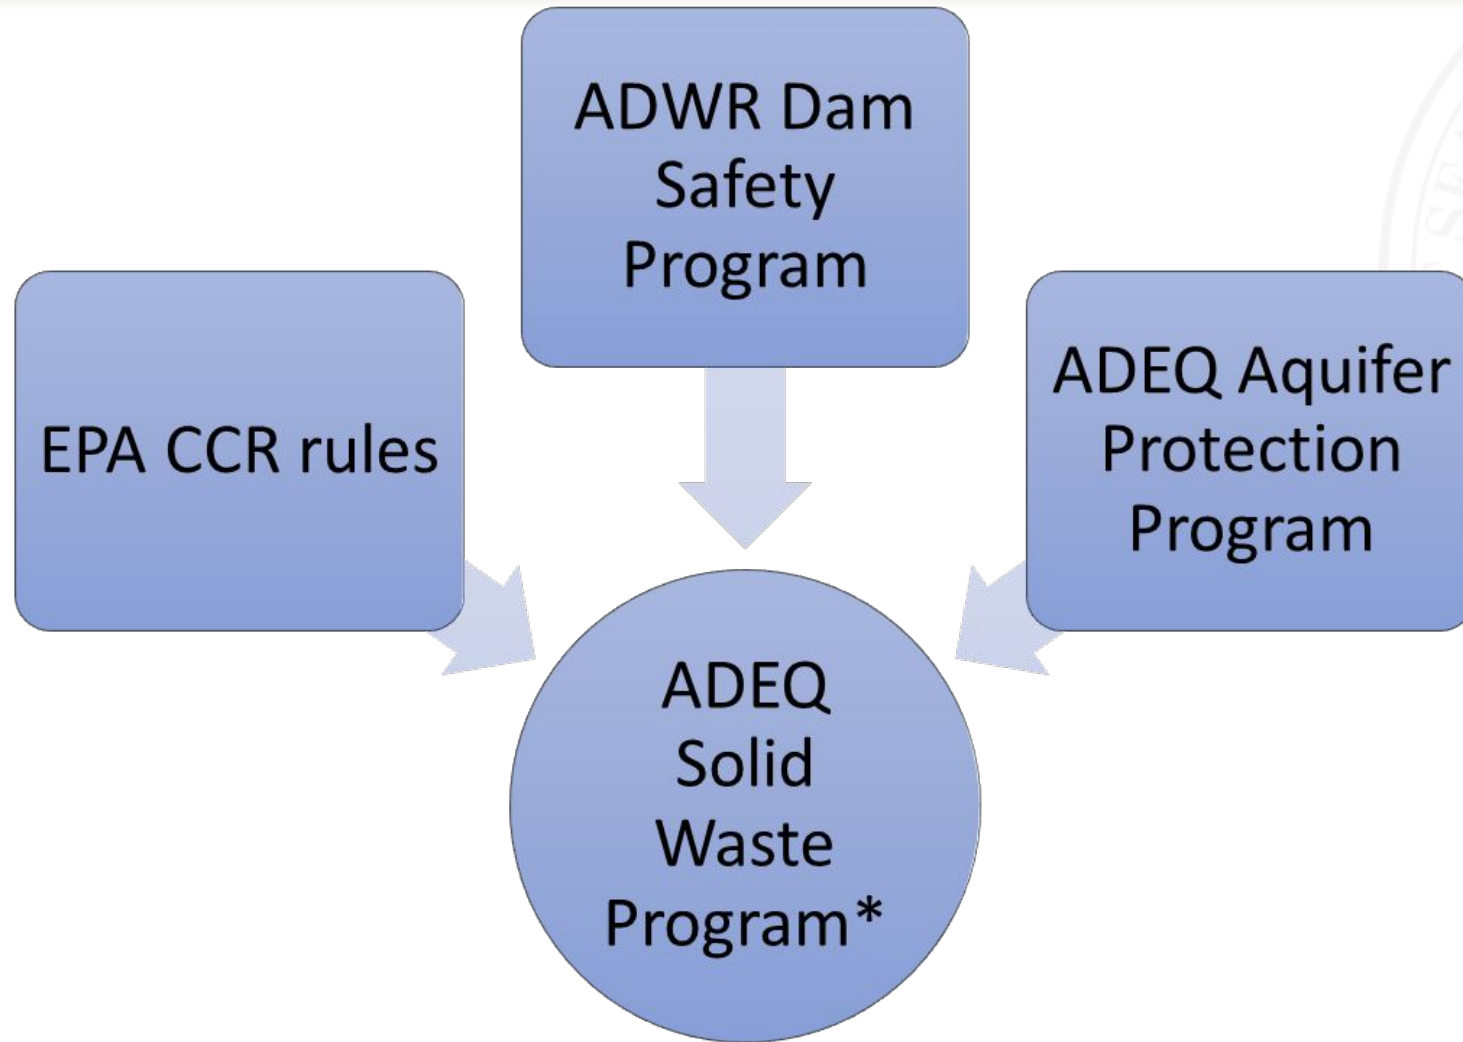 ADWR Dam
Safety
Program
EPA CCR rules
ADEQ Aquifer
Protection
Program
ADEQ
Solid
Waste
Program*